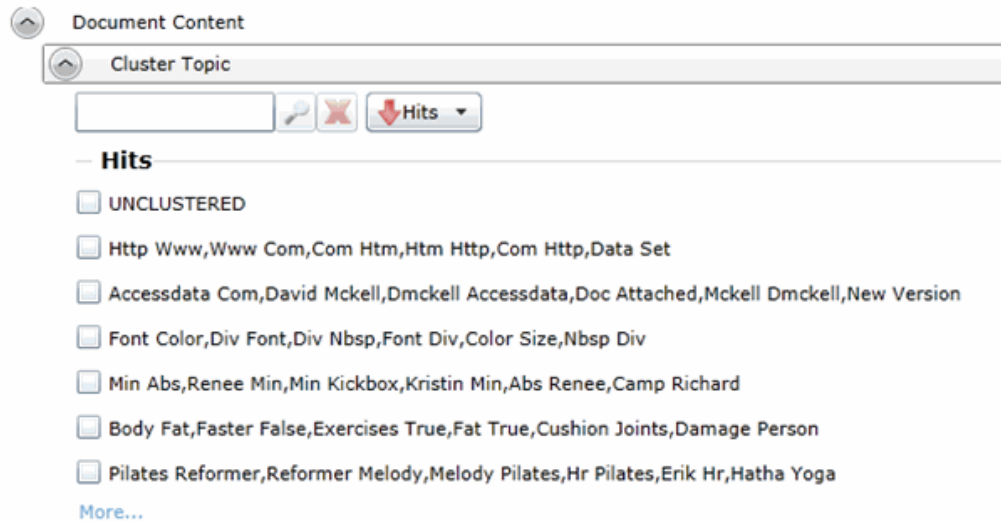 Document Content
Cluster Topic
Hits
Hits
UNCLUSTERED
Http Www,Www Com,Com Htm,Htm Http,Com Http,Data Set
Accessdata Com,David Mckell,Dmckell Accessdata,Doc Attached,Mckell Dmckell,New Version
Font Color,Div Font,Div Nbsp,Font Div,Color Size,Nbsp Div
Min Abs,Renee Min,Min Kickbox,Kristin Min,Abs Renee,Camp Richard
Body Fat,Faster False,Exercises True,Fat True,Cushion Joints,Damage Person
Pilates Reformer,Reformer Melody,Melody Pilates,Hr Pilates,Erik Hr,Hatha Yoga
More...